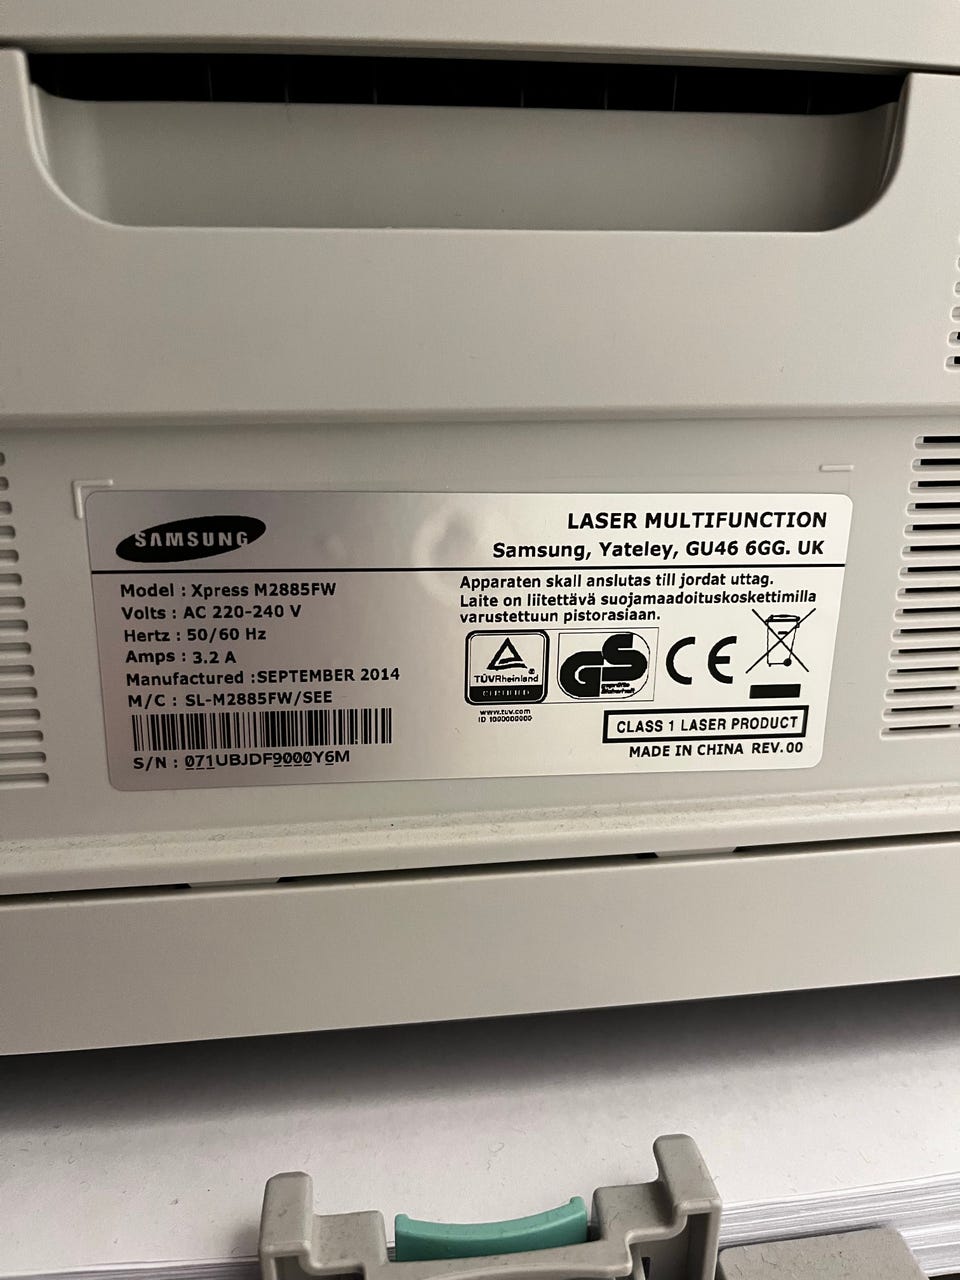 SAMSUNG
LASER MULTIFUNCTION
Samsung, Yateley, GU46 6GG. UK
Model : Xpress M2885FW
Volts : AC 220-240 V
Hertz : 50/60 Hz
Amps : 3.2 A
Manufactured :SEPTEMBER 2014
M/C : SL-M2885FW/SEE
S/N : 071UBJDF9000Y6M
Apparaten skall anslutas till jordat uttag.
Laite on liitettävä suojamaadoituskoskettimilla
varustettuun pistorasiaan.
TÜVRheinland
CERTIFIED
www.tuv.com
ID 1000000000
GS
geprüfte
Sicherheit
CE
CLASS 1 LASER PRODUCT
MADE IN CHINA REV.00